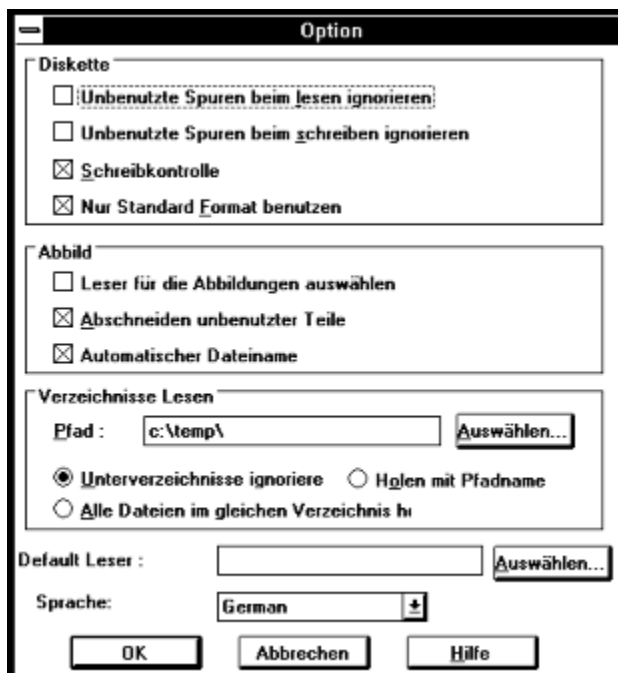 Option
Diskette
Unbenutzte Spuren beim lesen ignorieren
Unbenutzte Spuren beim schreiben ignorieren
Schreibkontrolle
Nur Standard Format benutzen
Abbild
Leser für die Abbildungen auswählen
Abschneiden unbenutzter Teile
Automatischer Dateiname
Verzeichnisse Lesen
Pfad : c:\temp\ Auswählen...
Unterverzeichnisse ignoriere Holen mit Pfadname
Alle Dateien im gleichen Verzeichnis
Default Leser : Auswählen...
Sprache: German
OK Abbrechen Hilfe